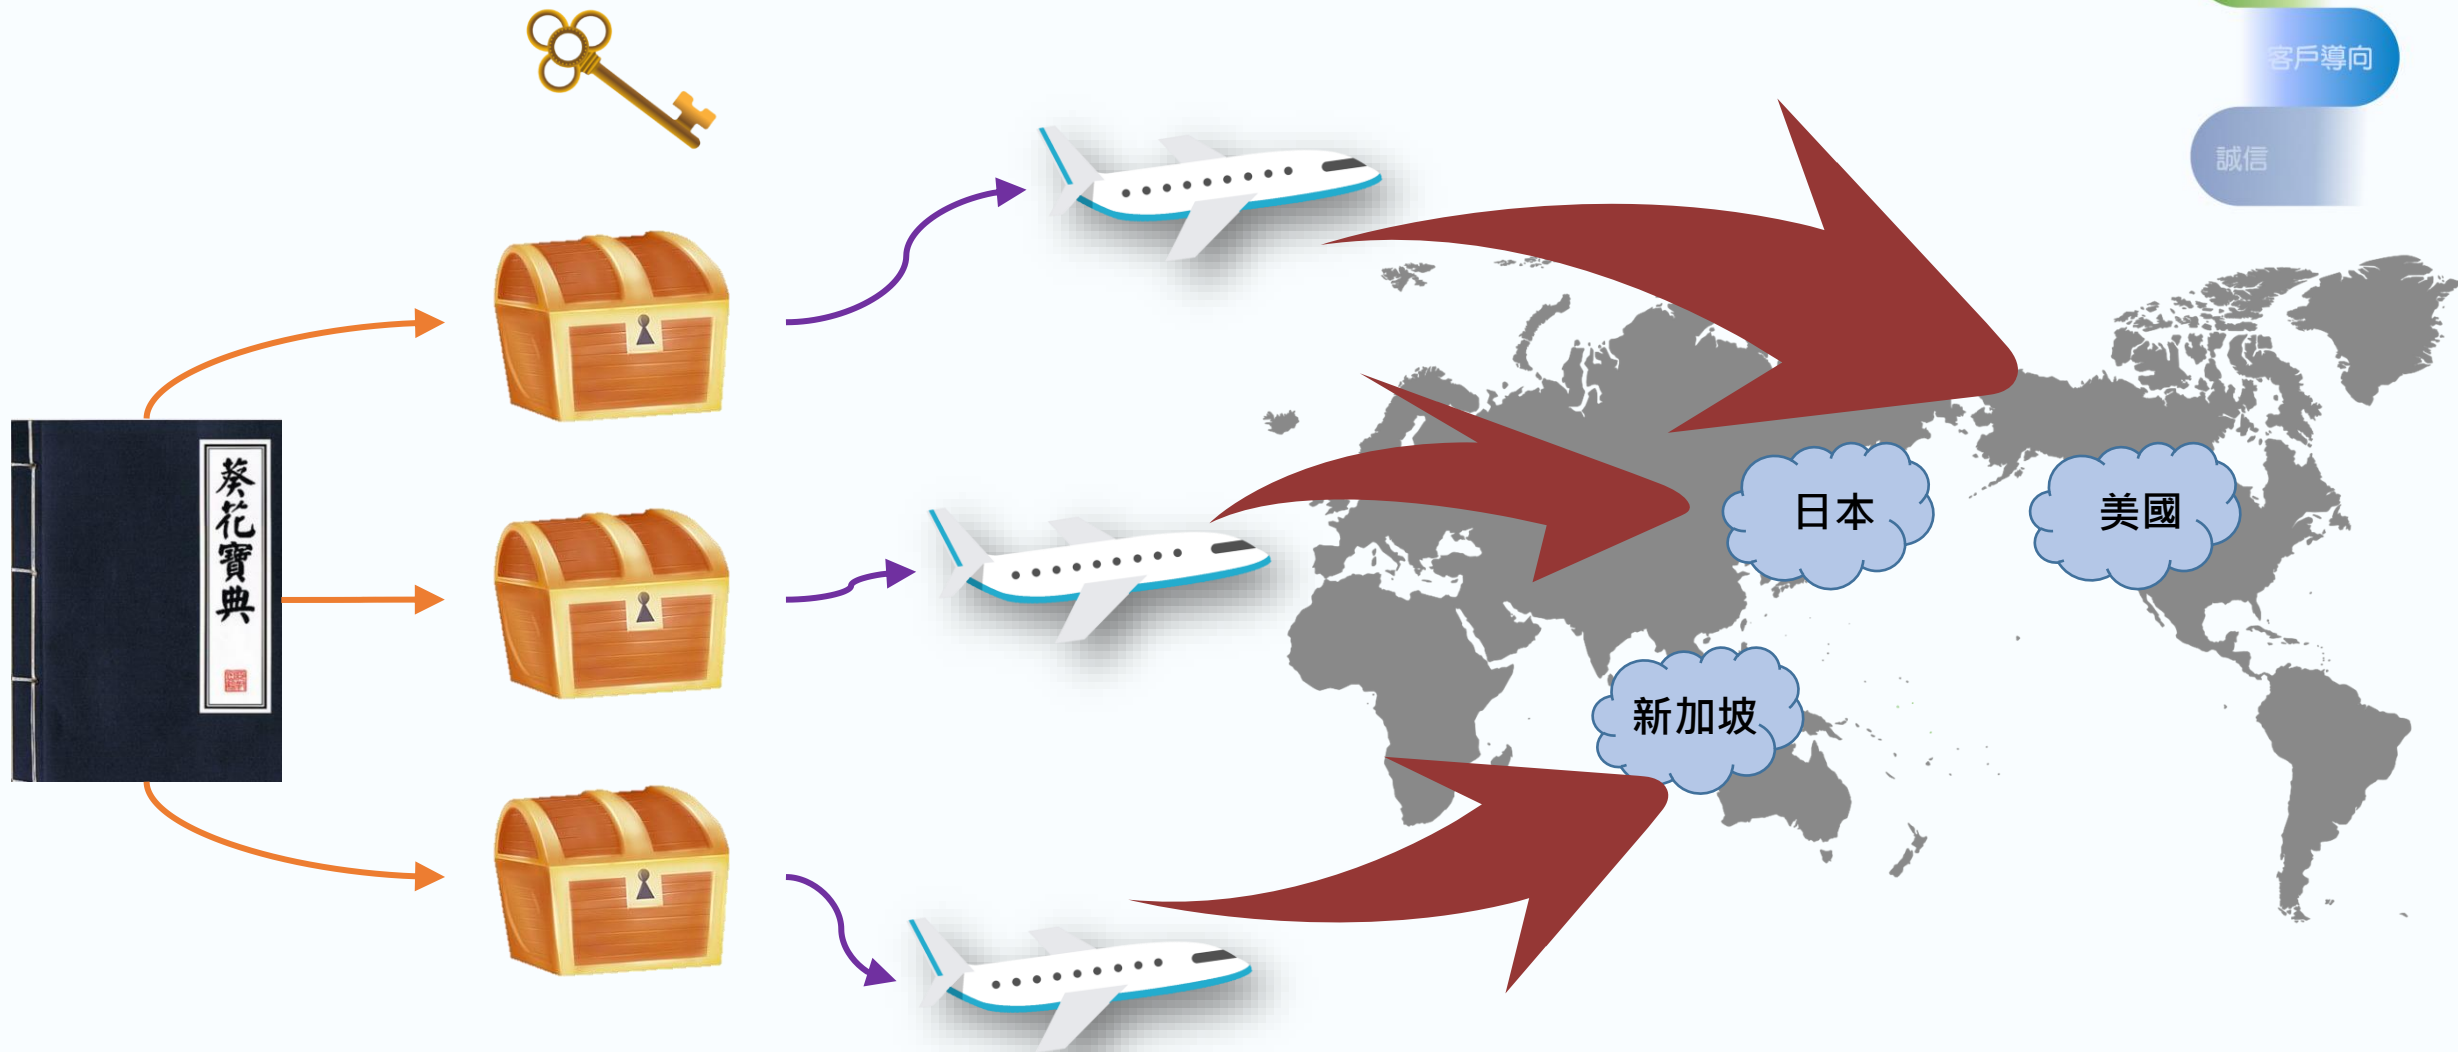 客戶導向
誠信
葵花寶典
日本
美國
新加坡